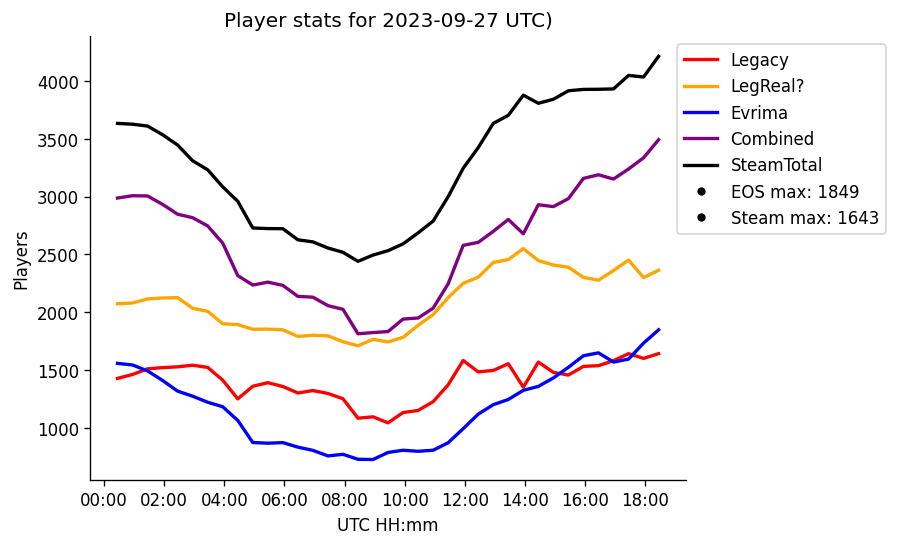 Player stats for 2023-09-27 UTC)
Legacy
LegReal?
Evrima
Combined
SteamTotal
EOS max: 1849
Steam max: 1643
Players
4000
3500
3000
2500
2000
1500
1000
00:00 02:00 04:00 06:00 08:00 10:00 12:00 14:00 16:00 18:00
UTC HH:mm